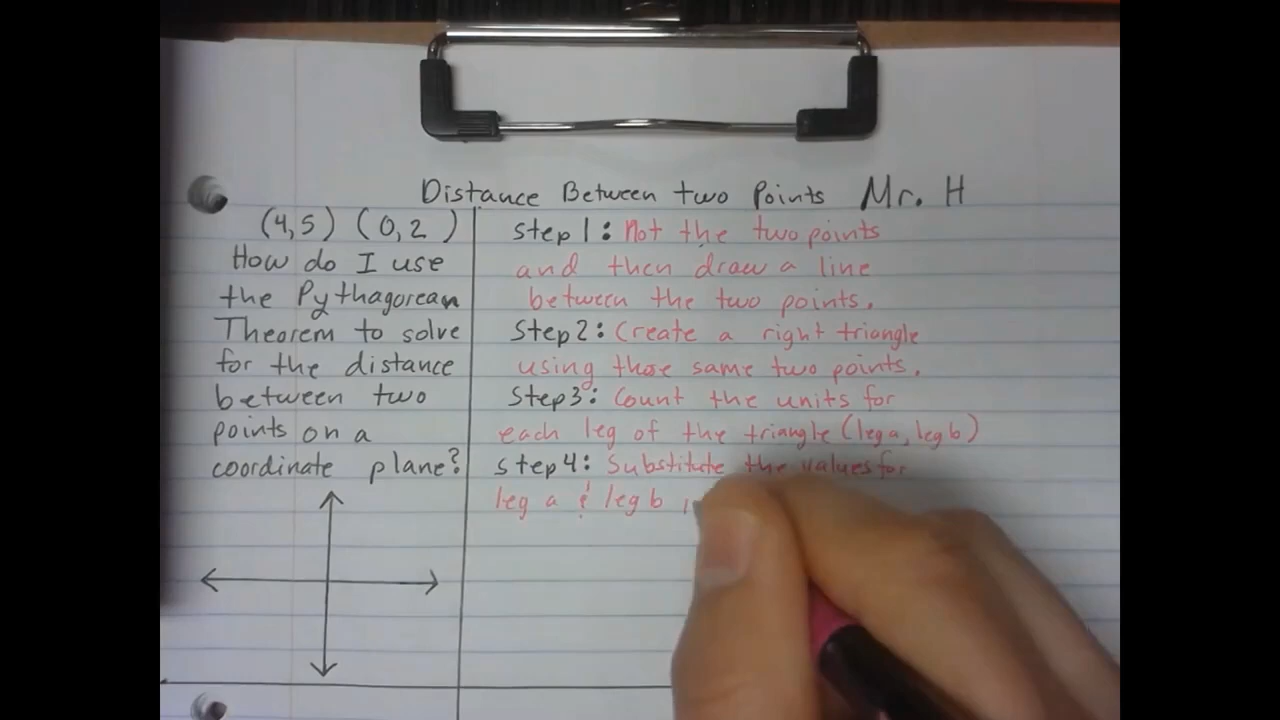 Distance Between two Points Mr. H
(4,5) (0,2)
How do I use
the Pythagorean
Theorem to solve
for the distance
between two
points on a
coordinate plane?
Step 1: Not the two points
and then draw a line
between the two points.
Step 2: Create a right triangle
using those same two points.
Step 3: Count the units for
each leg of the triangle (leg a, leg b)
Step 4: Substitute the values for
leg a & leg b